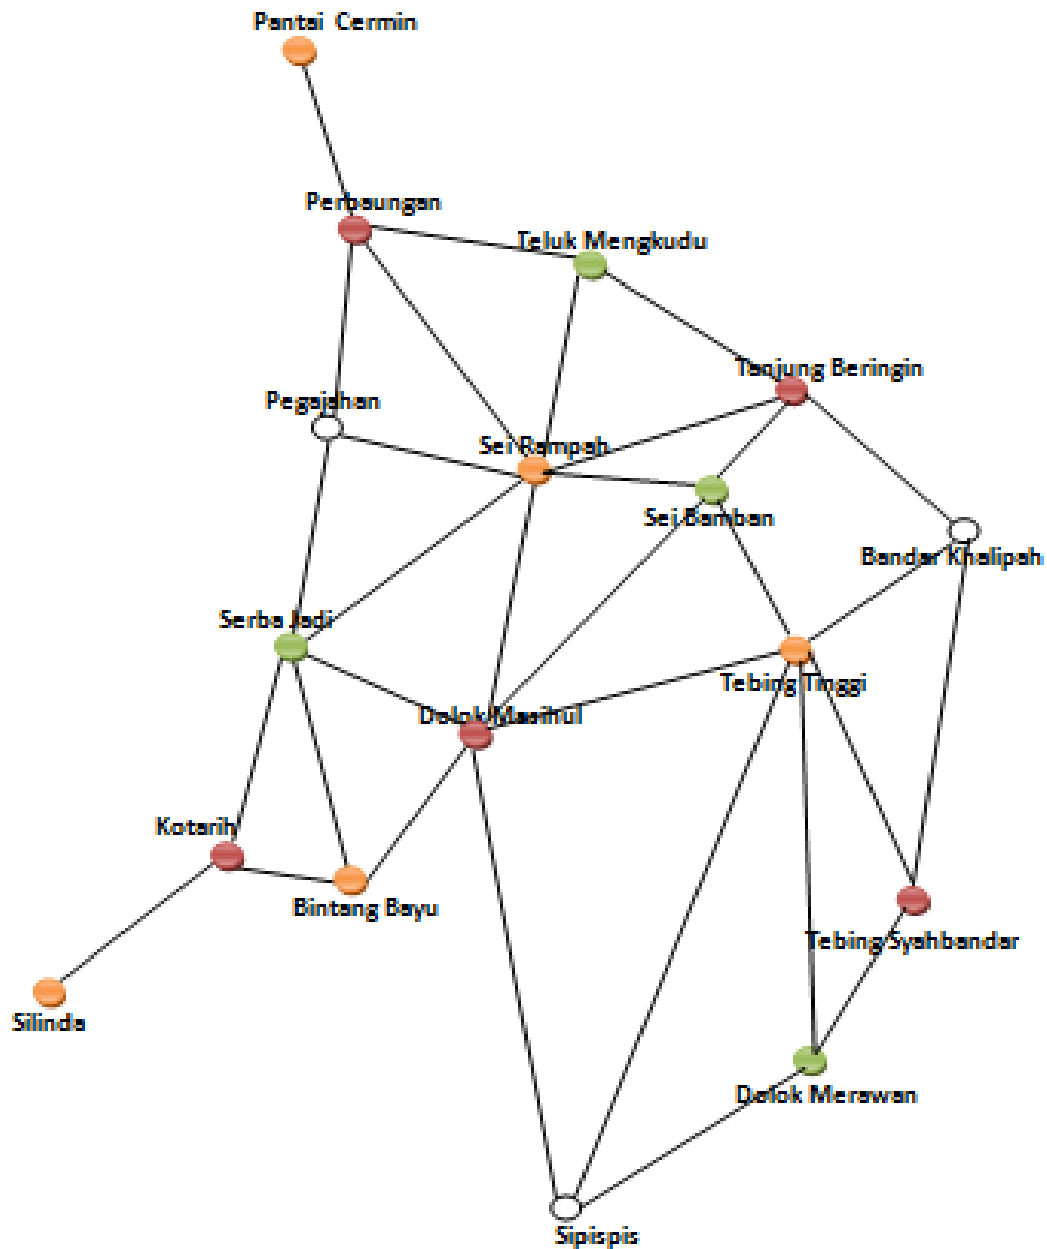 Pantai Cermin
Perbaungan
Teluk Mengkudu
Tanjung Beringin
Pegajahan
Sei Rampah
Sei Bamban
Bandar Khalipah
Serba Jadi
Tebing Tinggi
Dolok Masihul
Kotarih
Bintang Bayu
Tebing Syahbandar
Silinda
Dolok Merawan
Sipispis